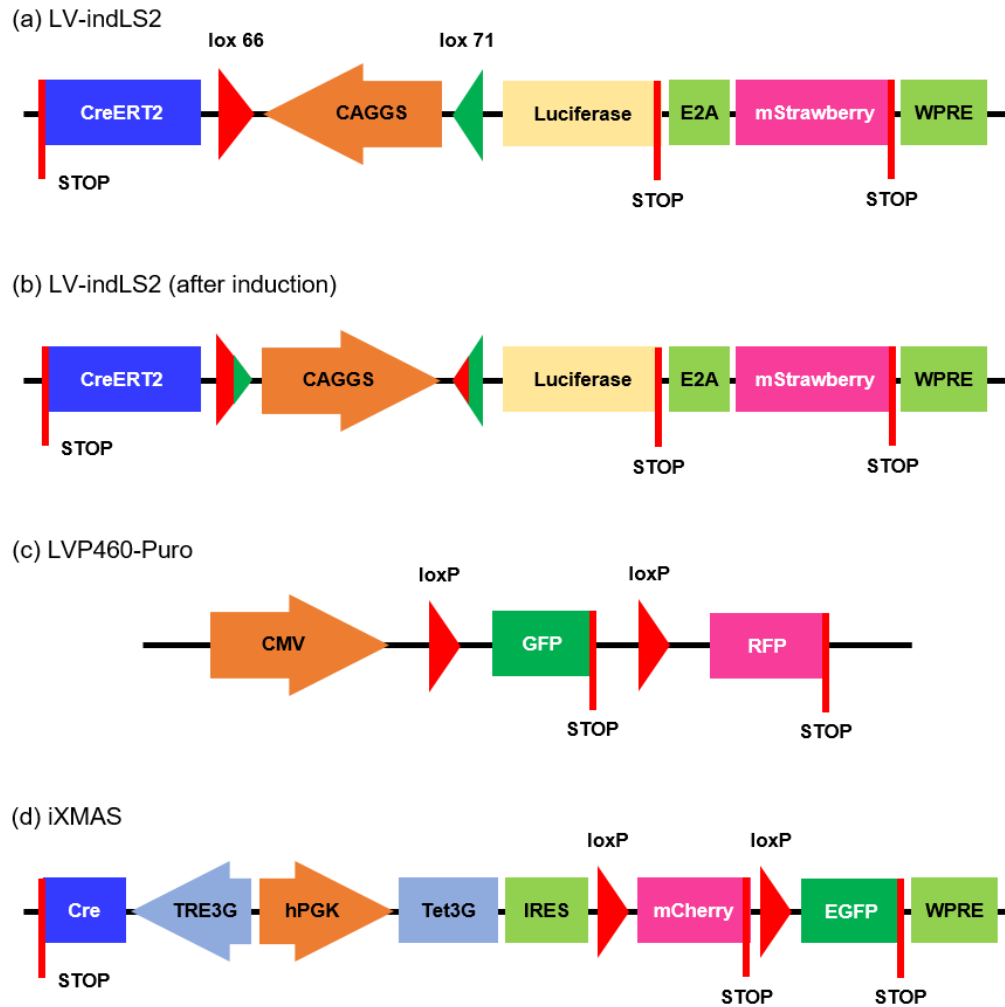 (a) LV-indLS2
lox 66
lox 71
CreERT2
CAGGS
Luciferase
E2A
mStrawberry
WPRE
STOP
STOP
STOP
(b) LV-indLS2 (after induction)
CreERT2
CAGGS
Luciferase
E2A
mStrawberry
WPRE
STOP
STOP
STOP
(c) LVP460-Puro
loxP
loxP
CMV
GFP
RFP
STOP
STOP
(d) iXMAS
loxP
loxP
Cre
TRE3G
hPGK
Tet3G
IRES
mCherry
EGFP
WPRE
STOP
STOP
STOP